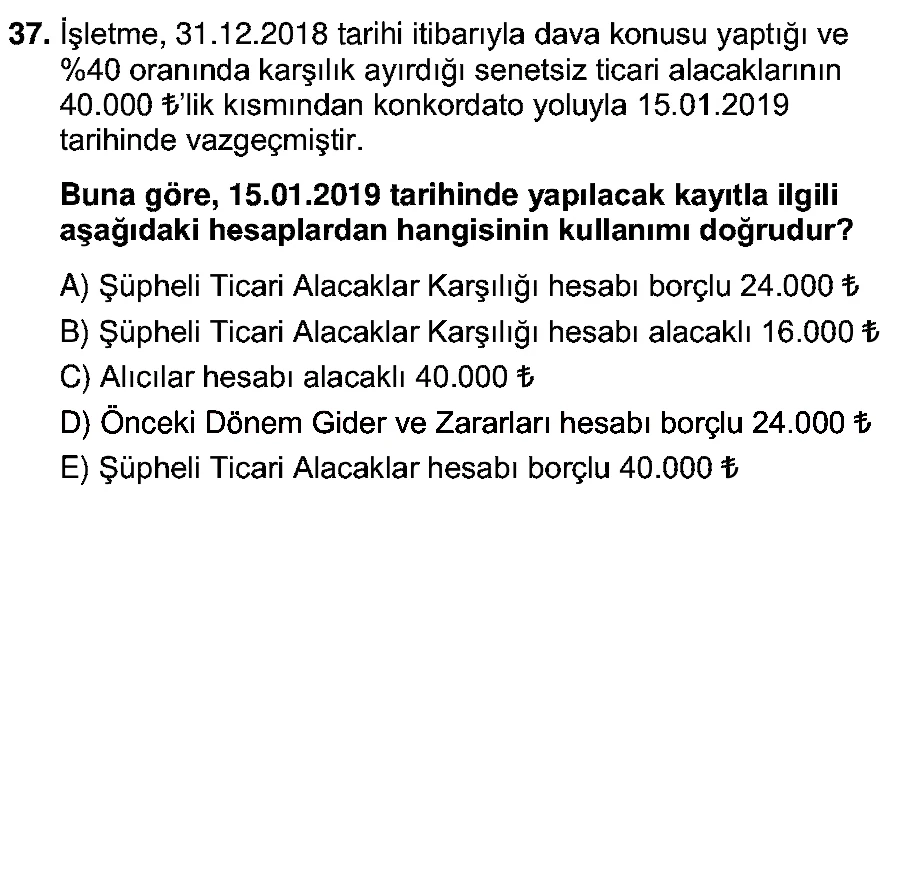 37. İşletme, 31.12.2018 tarihi itibarıyla dava konusu yaptığı ve
%40 oranında karşılık ayırdığı senetsiz ticari alacaklarının
40.000 ₺’lik kısmından konkordato yoluyla 15.01.2019
tarihinde vazgeçmiştir.
Buna göre, 15.01.2019 tarihinde yapılacak kayıtla ilgili
aşağıdaki hesaplardan hangisinin kullanımı doğrudur?
A) Şüpheli Ticari Alacaklar Karşılığı hesabı borçlu 24.000 ₺
B) Şüpheli Ticari Alacaklar Karşılığı hesabı alacaklı 16.000 ₺
C) Alıcılar hesabı alacaklı 40.000 ₺
D) Önceki Dönem Gider ve Zararları hesabı borçlu 24.000 ₺
E) Şüpheli Ticari Alacaklar hesabı borçlu 40.000 ₺